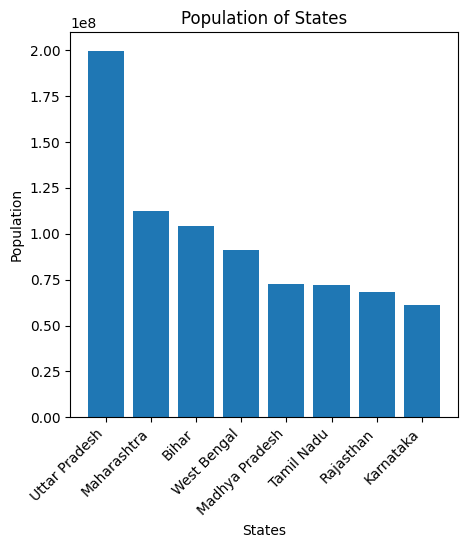 Population of States
1e8
2.00
1.75
1.50
1.25
1.00
0.75
0.50
0.25
0.00
Population
Uttar Pradesh
Maharashtra
Bihar
West Bengal
Madhya Pradesh
Tamil Nadu
Rajasthan
Karnataka
States